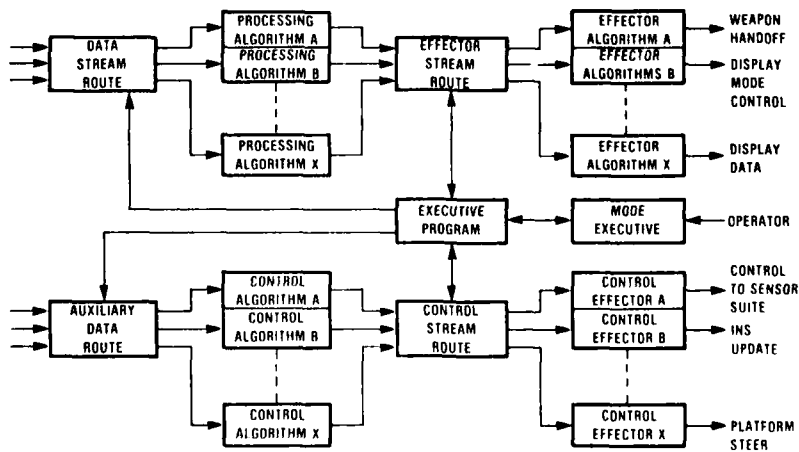 DATA
STREAM
ROUTE
PROCESSING
ALGORITHM A
PROCESSING
ALGORITHM B
PROCESSING
ALGORITHM X
EFFECTOR
STREAM
ROUTE
EFFECTOR
ALGORITHM A
EFFECTOR
ALGORITHMS B
EFFECTOR
ALGORITHM X
WEAPON
HANDOFF
DISPLAY
MODE
CONTROL
DISPLAY
DATA
EXECUTIVE
PROGRAM
MODE
EXECUTIVE
OPERATOR
AUXILIARY
DATA
ROUTE
CONTROL
ALGORITHM A
CONTROL
ALGORITHM B
CONTROL
ALGORITHM X
CONTROL
STREAM
ROUTE
CONTROL
EFFECTOR A
CONTROL
EFFECTOR B
CONTROL
EFFECTOR X
CONTROL
TO SENSOR
SUITE
INS
UPDATE
PLATFORM
STEER